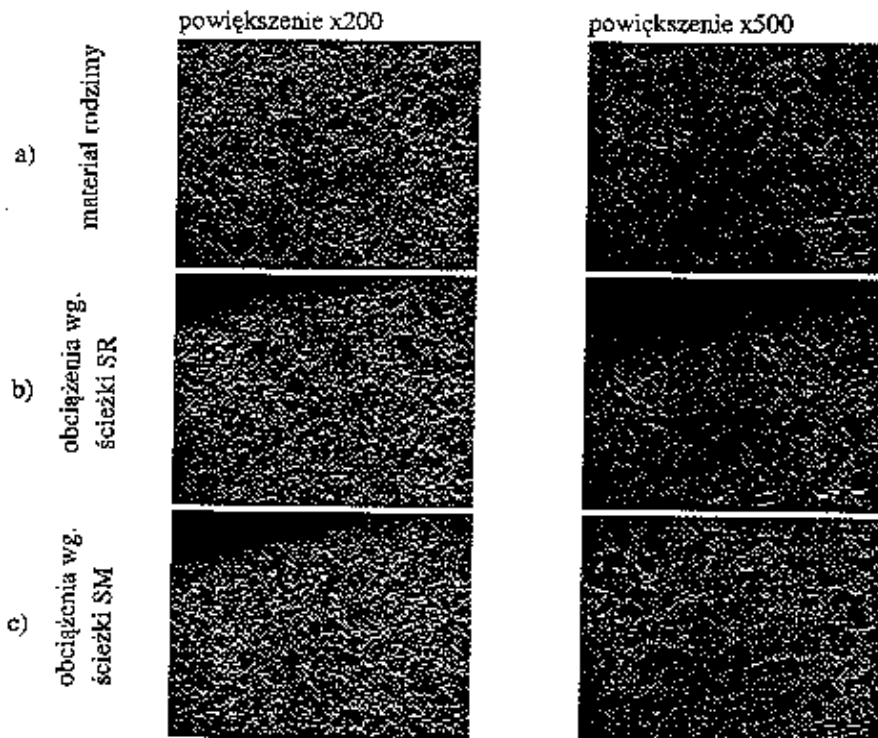 powiększenie x200
powiększenie x500
a)
materiał rodzimy
b)
obciążenia wg.
ścieżki SR
c)
obciążenia wg.
ścieżki SM